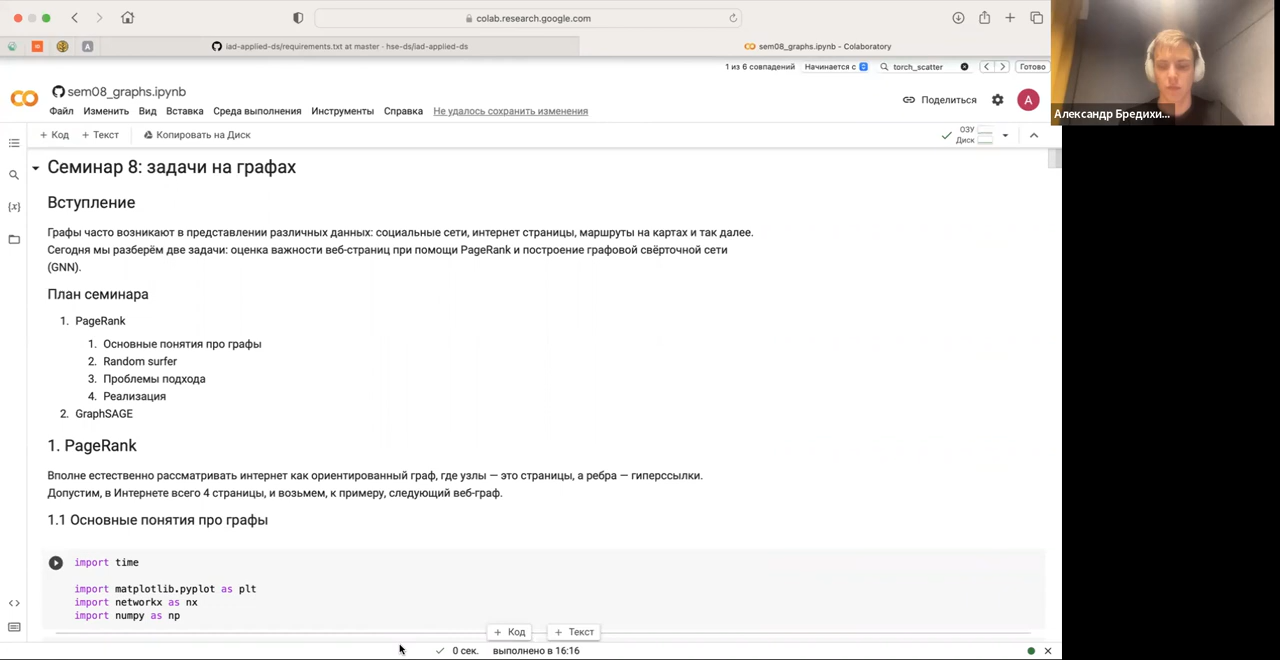 colab.research.google.com
iad-applied-ds/requirements.txt at master · hse-ds/iad-applied-ds
sem08_graphs.ipynb - Colaboratory
1 из 6 совпадений Начинается с torch_scatter Готово
sem08_graphs.ipynb
Файл Изменить Вид Вставка Среда выполнения Инструменты Справка Не удалось сохранить изменения
Поделиться
A
+ Код + Текст Копировать на Диск
ОЗУ
Диск
Семинар 8: задачи на графах
Вступление
Графы часто возникают в представлении различных данных: социальные сети, интернет страницы, маршруты на картах и так далее.
Сегодня мы разберём две задачи: оценка важности веб-страниц при помощи PageRank и построение графовой свёрточной сети
(GNN).
План семинара
1. PageRank
1. Основные понятия про графы
2. Random surfer
3. Проблемы подхода
4. Реализация
2. GraphSAGE
1. PageRank
Вполне естественно рассматривать интернет как ориентированный граф, где узлы — это страницы, а ребра — гиперссылки.
Допустим, в Интернете всего 4 страницы, и возьмем, к примеру, следующий веб-граф.
1.1 Основные понятия про графы
import time
import matplotlib.pyplot as plt
import networkx as nx
import numpy as np
+ Код + Текст
0 сек. выполнено в 16:16
Александр Бредихи...